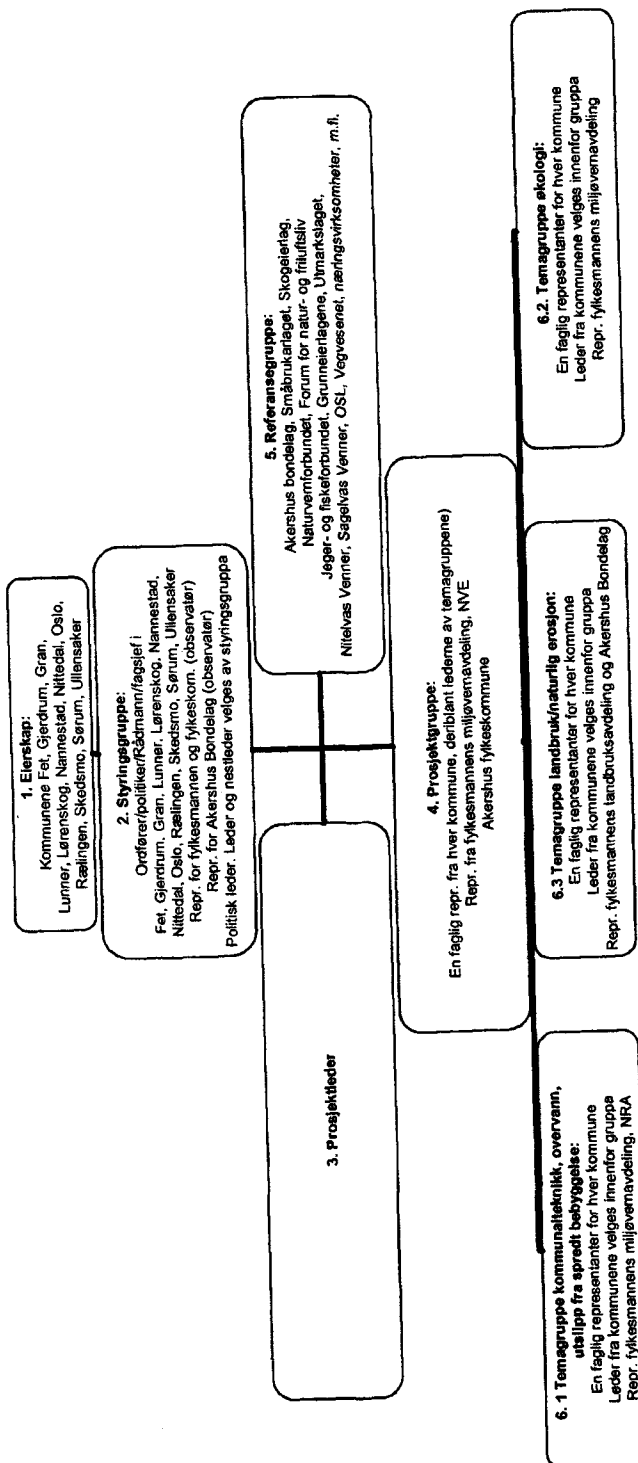 1. Eierskap:
Kommunene Fet, Gjerdrum, Gran,
Lunner, Lørenskog, Nannestad, Nittedal, Oslo,
Rælingen, Skedsmo, Sørum, Ullensaker
2. Styringsgruppe:
Ordfører/politiker/Rådmann/fagsjef i
Fet, Gjerdrum, Gran, Lunner, Lørenskog, Nannestad,
Nittedal, Oslo, Rælingen, Skedsmo, Sørum, Ullensaker
Repr. for fylkesmannen og fylkeskom. (observatør)
Repr. for Akershus Bondelag (observatør)
Politisk leder. Leder og nestleder velges av styringsgruppa
3. Prosjektleder
5. Referansegruppe:
Akershus bondelag, Småbrukarlaget, Skogeierlag,
Naturvernforbundet, Forum for natur- og friluftsliv
Jeger- og fiskeforbundet, Grunneierlagene, Utmarkslaget,
Nitelvas Venner, Sagelvas Venner, OSL, Vegvesenet, næringsvirksomheter, m.fl.
4. Prosjektgruppe:
En faglig repr. fra hver kommune, deriblant lederne av temagruppene)
Repr. fra fylkesmannens miljøvernavdeling, NVE
Akershus fylkeskommune
6. 1 Temagruppe kommunalteknikk, overvann,
utslipp fra spredt bebyggelse:
En faglig representanter for hver kommune
Leder fra kommunene velges innenfor gruppa
Repr. fylkesmannens miljøvernavdeling, NRA
6.3 Temagruppe landbruk/naturlig erosjon:
En faglig representanter for hver kommune
Leder fra kommunene velges innenfor gruppa
Repr. fylkesmannens landbruksavdeling og Akershus Bondelag
6.2. Temagruppe økologi:
En faglig representanter for hver kommune
Leder fra kommunene velges innenfor gruppa
Repr. fylkesmannens miljøvernavdeling